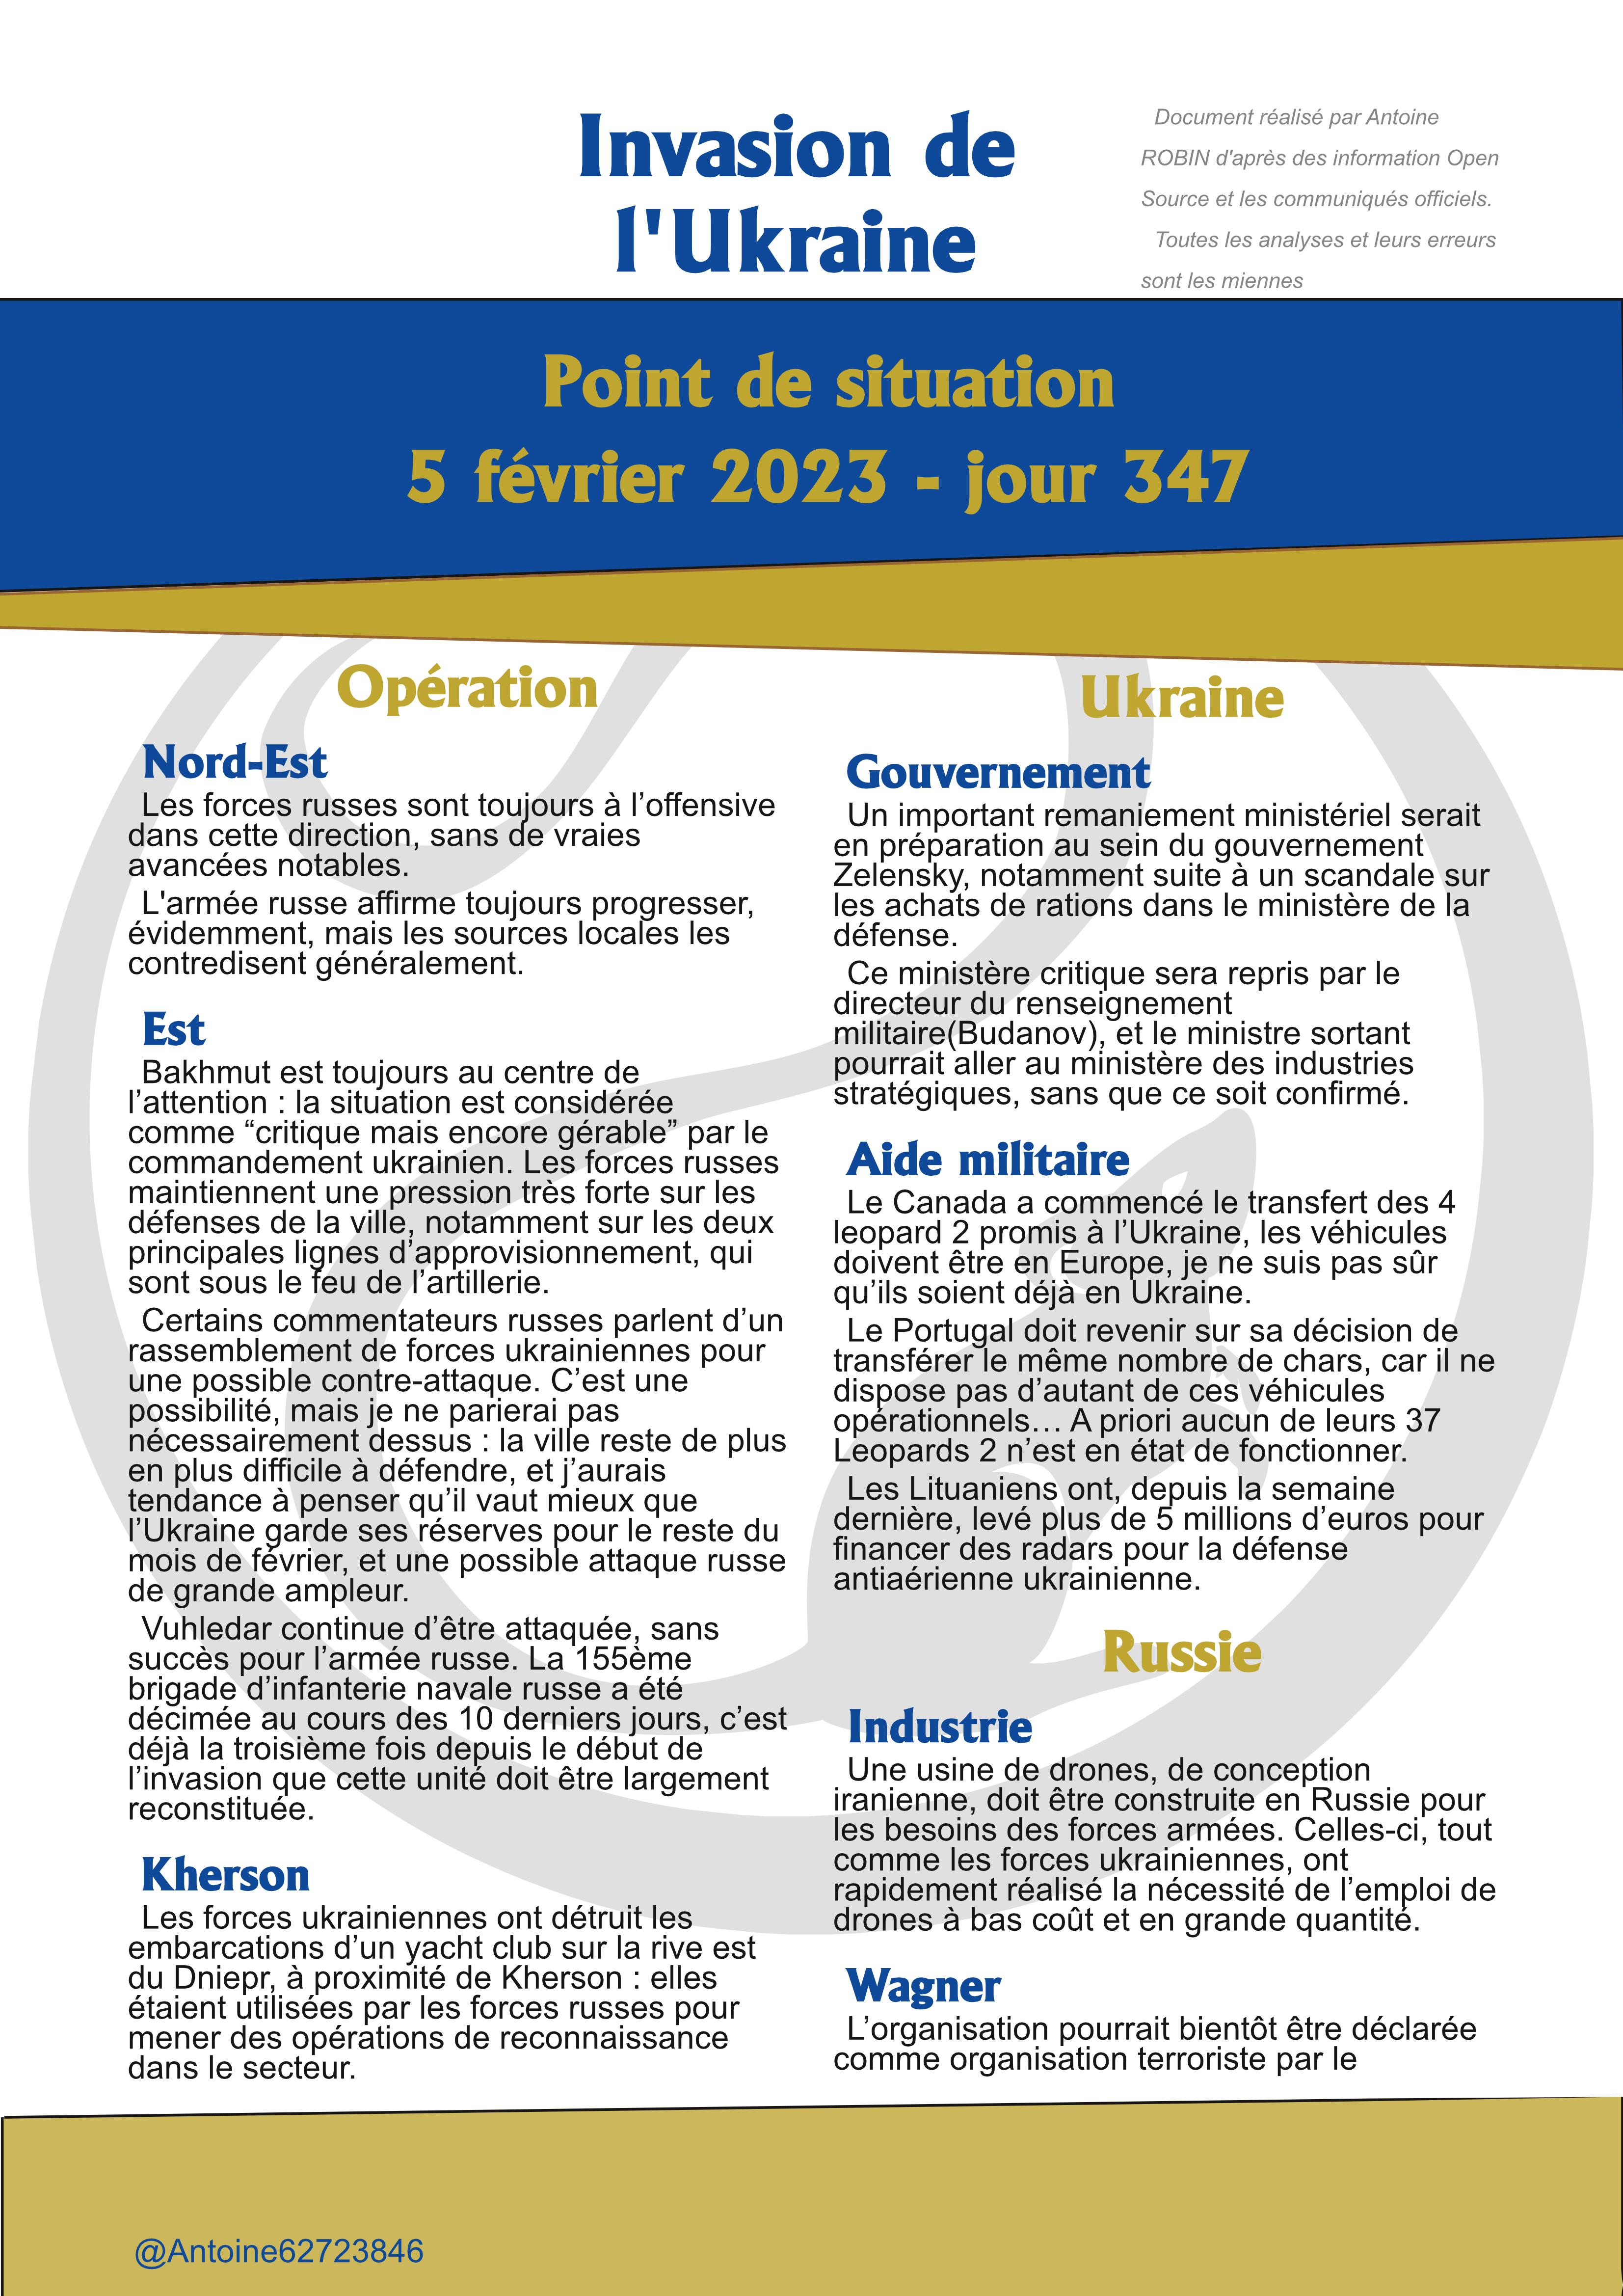 Invasion de
l'Ukraine
Document réalisé par Antoine
ROBIN d'après des information Open
Source et les communiqués officiels.
Toutes les analyses et leurs erreurs
sont les miennes
Point de situation
5 février 2023 - jour 347
Opération
Nord-Est
Les forces russes sont toujours à l’offensive
dans cette direction, sans de vraies
avancées notables.
L'armée russe affirme toujours progresser,
évidemment, mais les sources locales les
contredisent généralement.
Est
Bakhmut est toujours au centre de
l’attention : la situation est considérée
comme “critique mais encore gérable” par le
commandement ukrainien. Les forces russes
maintiennent une pression très forte sur les
défenses de la ville, notamment sur les deux
principales lignes d’approvisionnement, qui
sont sous le feu de l’artillerie.
Certains commentateurs russes parlent d’un
rassemblement de forces ukrainiennes pour
une possible contre-attaque. C’est une
possibilité, mais je ne parierai pas
nécessairement dessus : la ville reste de plus
en plus difficile à défendre, et j’aurais
tendance à penser qu’il vaut mieux que
l’Ukraine garde ses réserves pour le reste du
mois de février, et une possible attaque russe
de grande ampleur.
Vuhledar continue d’être attaquée, sans
succès pour l’armée russe. La 155ème
brigade d’infanterie navale russe a été
décimée au cours des 10 derniers jours, c’est
déjà la troisième fois depuis le début de
l’invasion que cette unité doit être largement
reconstituée.
Kherson
Les forces ukrainiennes ont détruit les
embarcations d’un yacht club sur la rive est
du Dniepr, à proximité de Kherson : elles
étaient utilisées par les forces russes pour
mener des opérations de reconnaissance
dans le secteur.
Ukraine
Gouvernement
Un important remaniement ministériel serait
en préparation au sein du gouvernement
Zelensky, notamment suite à un scandale sur
les achats de rations dans le ministère de la
défense.
Ce ministère critique sera repris par le
directeur du renseignement
militaire(Budanov), et le ministre sortant
pourrait aller au ministère des industries
stratégiques, sans que ce soit confirmé.
Aide militaire
Le Canada a commencé le transfert des 4
leopard 2 promis à l’Ukraine, les véhicules
doivent être en Europe, je ne suis pas sûr
qu’ils soient déjà en Ukraine.
Le Portugal doit revenir sur sa décision de
transférer le même nombre de chars, car il ne
dispose pas d’autant de ces véhicules
opérationnels… A priori aucun de leurs 37
Leopards 2 n’est en état de fonctionner.
Les Lituaniens ont, depuis la semaine
dernière, levé plus de 5 millions d’euros pour
financer des radars pour la défense
antiaérienne ukrainienne.
Russie
Industrie
Une usine de drones, de conception
iranienne, doit être construite en Russie pour
les besoins des forces armées. Celles-ci, tout
comme les forces ukrainiennes, ont
rapidement réalisé la nécessité de l’emploi de
drones à bas coût et en grande quantité.
Wagner
L’organisation pourrait bientôt être déclarée
comme organisation terroriste par le
@Antoine62723846